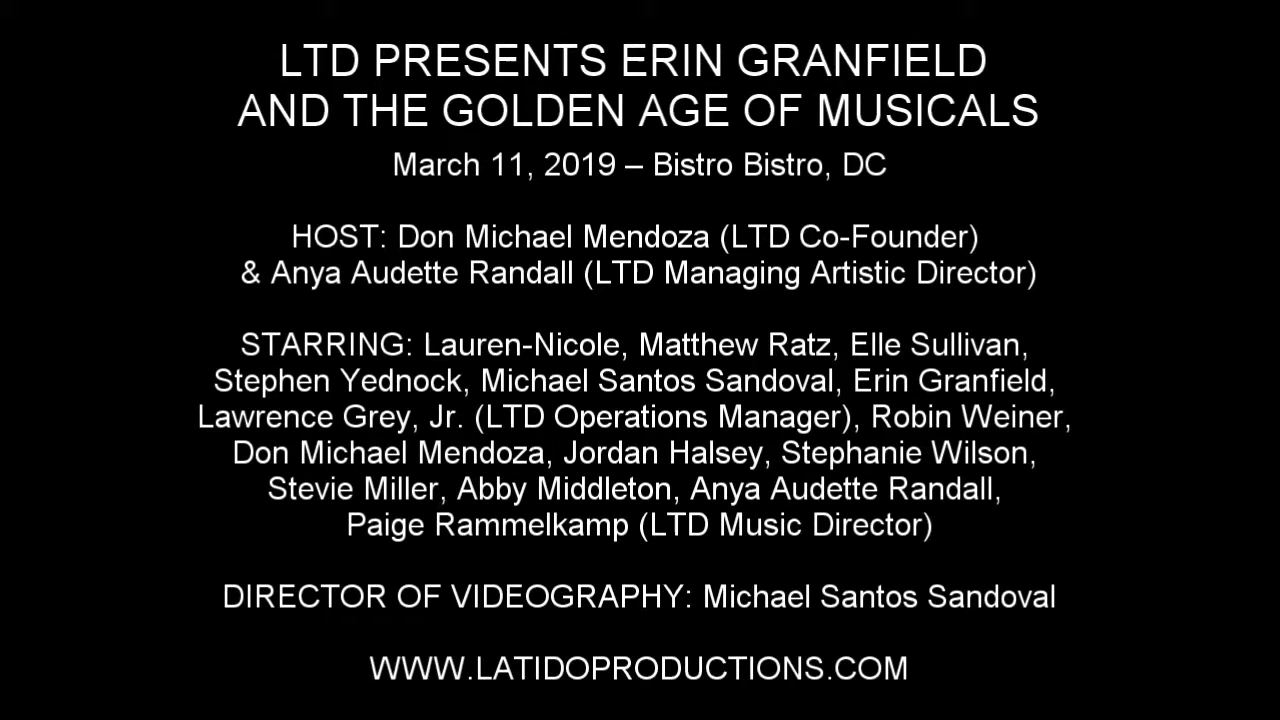 LTD PRESENTS ERIN GRANFIELD
AND THE GOLDEN AGE OF MUSICALS
March 11, 2019 – Bistro Bistro, DC
HOST: Don Michael Mendoza (LTD Co-Founder)
& Anya Audette Randall (LTD Managing Artistic Director)
STARRING: Lauren-Nicole, Matthew Ratz, Elle Sullivan,
Stephen Yednock, Michael Santos Sandoval, Erin Granfield,
Lawrence Grey, Jr. (LTD Operations Manager), Robin Weiner,
Don Michael Mendoza, Jordan Halsey, Stephanie Wilson,
Stevie Miller, Abby Middleton, Anya Audette Randall,
Paige Rammelkamp (LTD Music Director)
DIRECTOR OF VIDEOGRAPHY: Michael Santos Sandoval
WWW.LATIDOPRODUCTIONS.COM